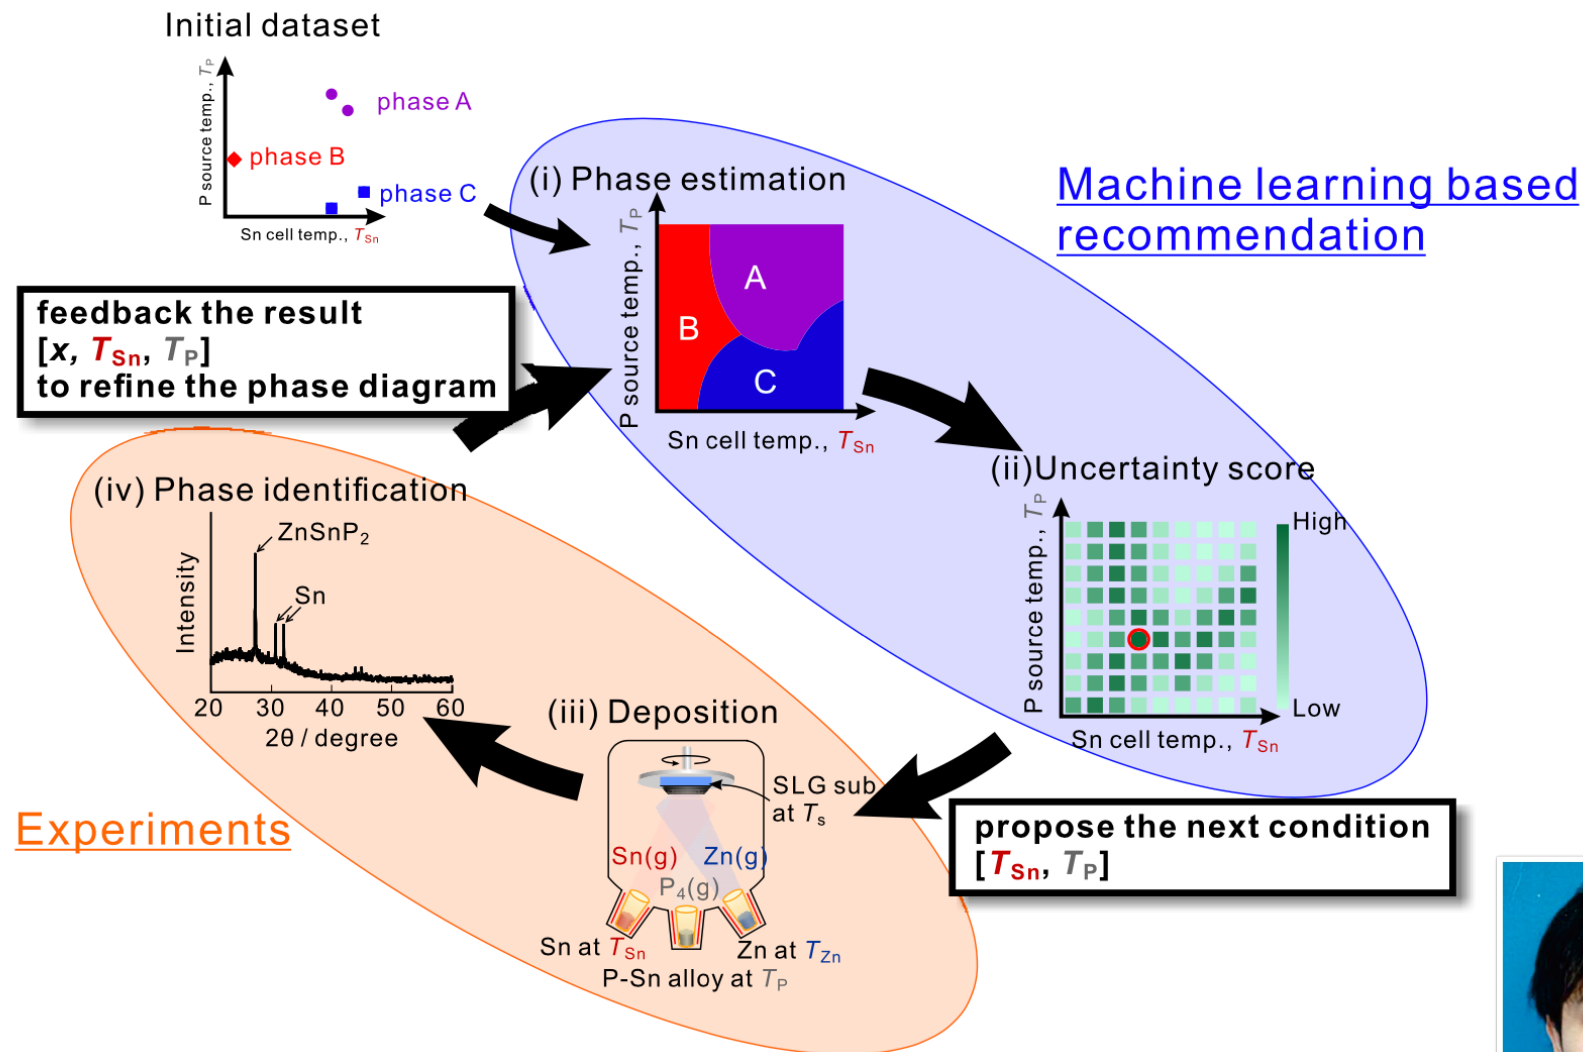 Initial dataset
P source temp., TP
phase A
phase B
phase C
Sn cell temp., TSn
(i) Phase estimation
P source temp., TP
A
B
C
Sn cell temp., TSn
Machine learning based
recommendation
feedback the result
[x, TSn, TP]
to refine the phase diagram
(ii)Uncertainty score
P source temp., TP
High
Low
Sn cell temp., TSn
propose the next condition
[TSn, TP]
(iii) Deposition
SLG sub
at Ts
Sn(g)
Zn(g)
P4(g)
Sn at TSn
Zn at TZn
P-Sn alloy at TP
(iv) Phase identification
ZnSnP2
Sn
Intensity
20 30 40 50 60
2θ / degree
Experiments